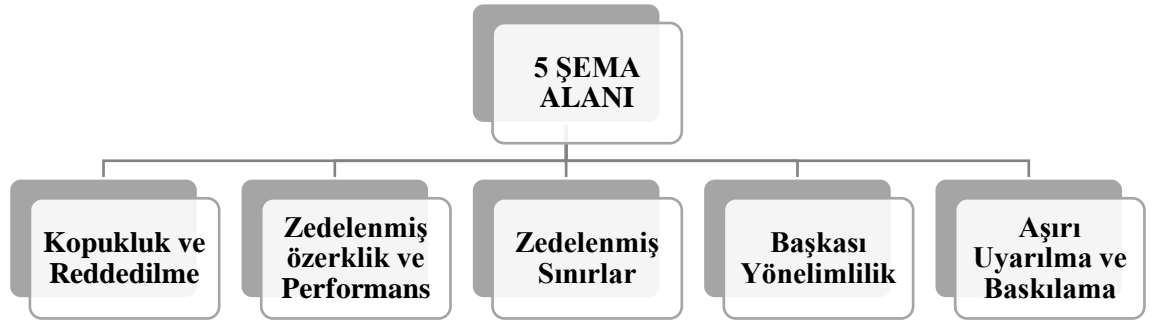 5 ŞEMA
ALANI
Kopukluk ve
Reddedilme
Zedelenmiş
özerklik ve
Performans
Zedelenmiş
Sınırlar
Başkası
Yönelimlilik
Aşırı
Uyarılma ve
Baskılama